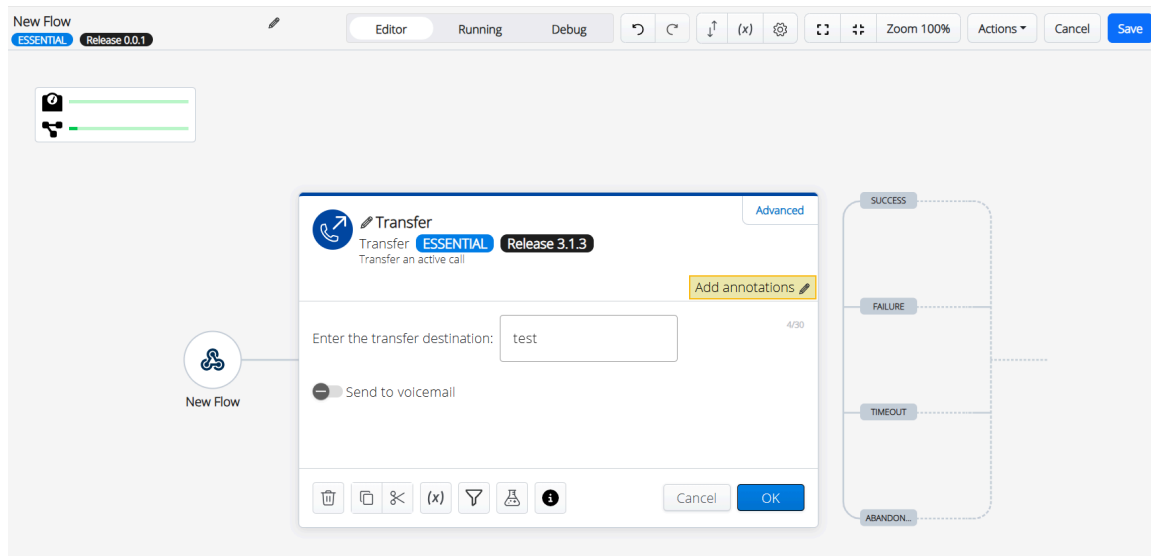 New Flow
ESSENTIAL Release 0.0.1
Editor Running Debug (x) Zoom 100% Actions Cancel Save
Advanced
Transfer
Transfer ESSENTIAL Release 3.1.3
Transfer an active call
Add annotations
Enter the transfer destination: test 4/30
Send to voicemail
(x) Cancel OK
New Flow
SUCCESS
FAILURE
TIMEOUT
ABANDON...